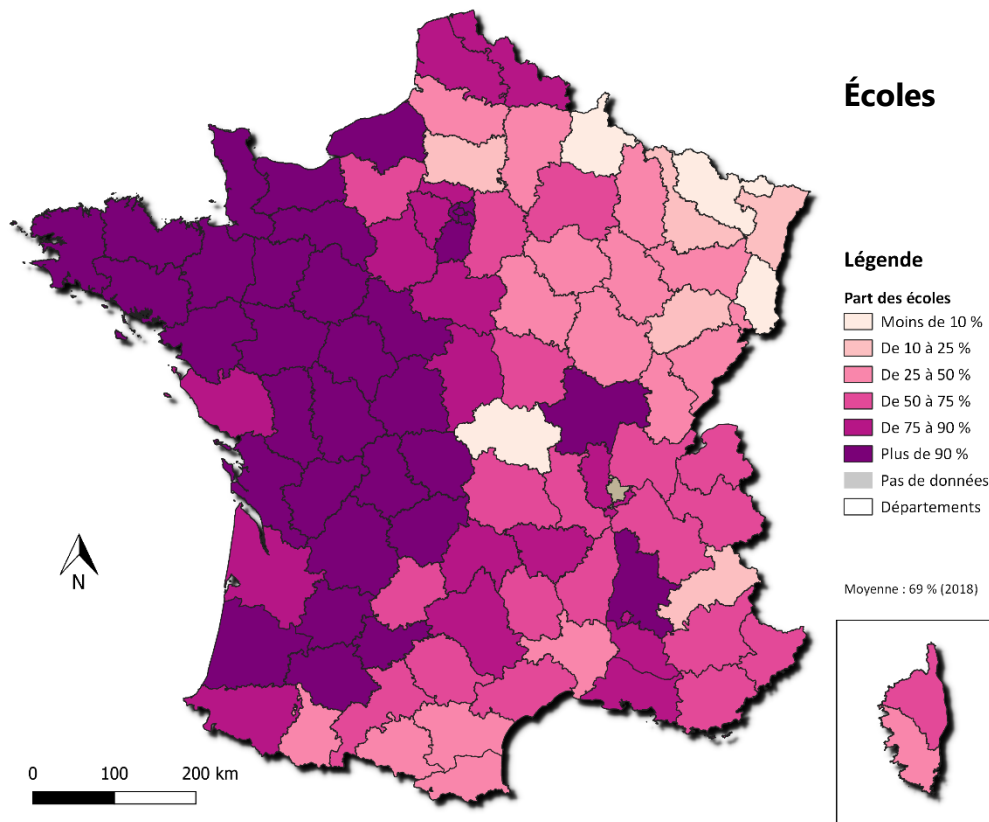 Écoles
Légende
Part des écoles
Moins de 10 %
De 10 à 25 %
De 25 à 50 %
De 50 à 75 %
De 75 à 90 %
Plus de 90 %
Pas de données
Départements
Moyenne : 69 % (2018)
N
0 100 200 km